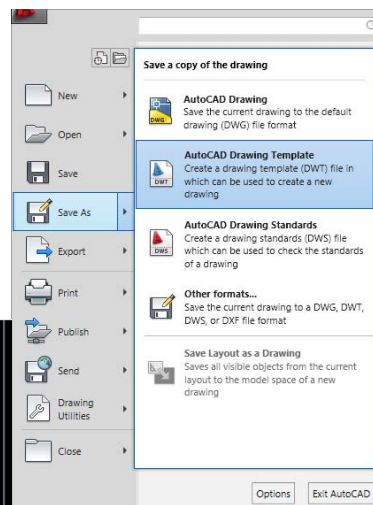 Save a copy of the drawing
New
Open
Save
Save As
Export
Print
Publish
Send
Drawing
Utilities
Close
AutoCAD Drawing
Save the current drawing to the default
drawing (DWG) file format
DWG
AutoCAD Drawing Template
Create a drawing template (DWT) file in
which can be used to create a new
drawing
DWT
AutoCAD Drawing Standards
Create a drawing standards (DWS) file
which can be used to check the standards
of a drawing
DWS
Other formats...
Save the current drawing to a DWG, DWT,
DWS, or DXF file format
Save Layout as a Drawing
Saves all visible objects from the current
layout to the model space of a new
drawing
Options
Exit AutoCAD